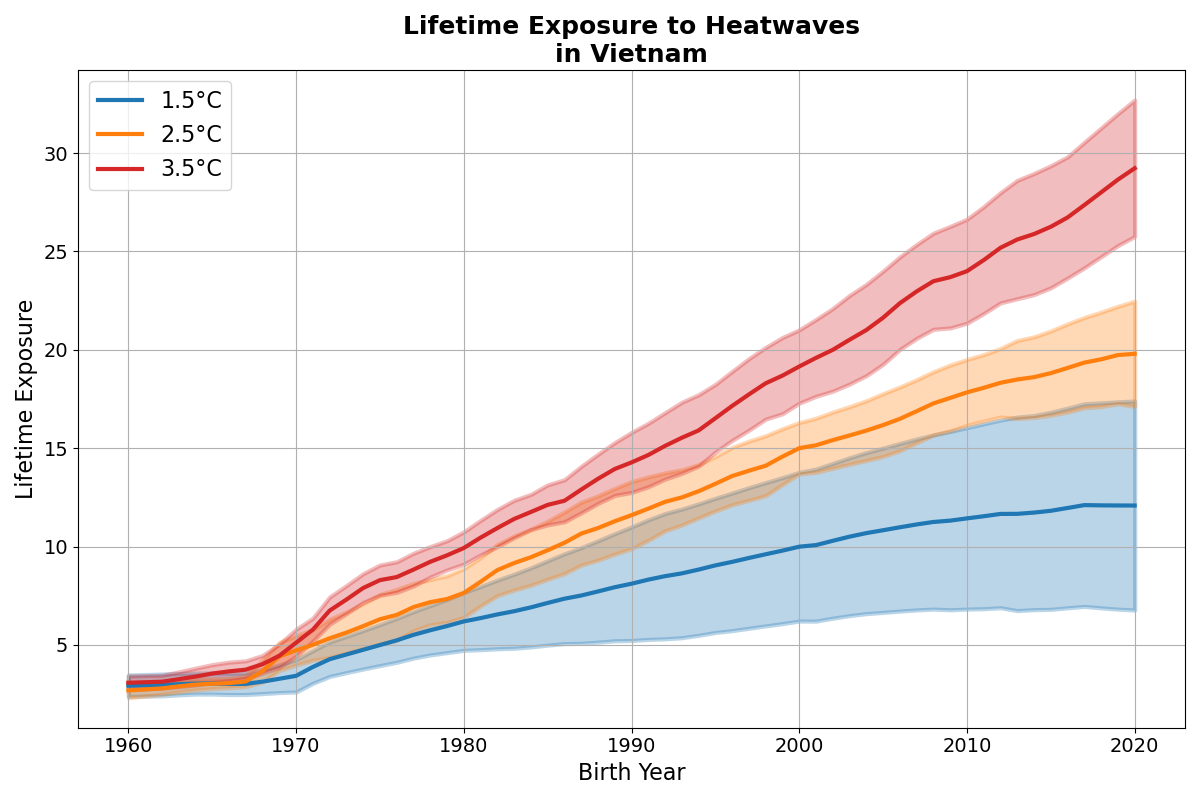 Lifetime Exposure to Heatwaves
in Vietnam
1.5°C
2.5°C
3.5°C
Lifetime Exposure
30
25
20
15
10
5
1960
1970
1980
1990
2000
2010
2020
Birth Year